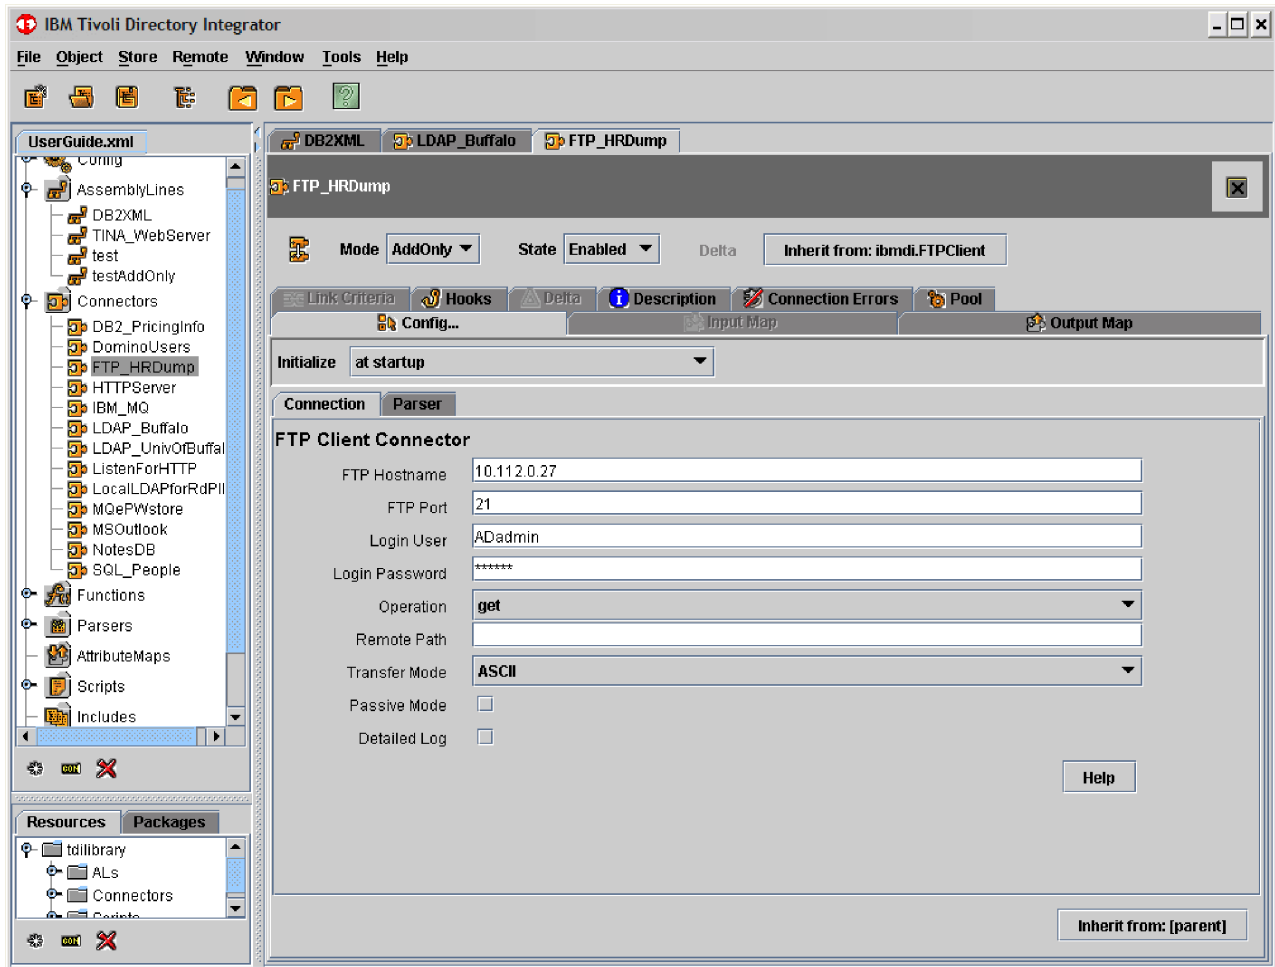 IBM Tivoli Directory Integrator
File Object Store Remote Window Tools Help
UserGuide.xml
Config
AssemblyLines
DB2XML
TINA_WebServer
test
testAddOnly
Connectors
DB2_PricingInfo
DominoUsers
FTP_HRDump
HTTPServer
IBM_MQ
LDAP_Buffalo
LDAP_UnivOfBuffal
ListenForHTTP
LocalLDAPforRdPII
MQePWstore
MSOutlook
NotesDB
SQL_People
Functions
Parsers
AttributeMaps
Scripts
Includes
Resources Packages
tdilibrary
ALs
Connectors
Scripts
DB2XML LDAP_Buffalo FTP_HRDump
FTP_HRDump
Mode AddOnly State Enabled Delta Inherit from: ibmdi.FTPClient
Link Criteria Hooks Delta Description Connection Errors Pool
Config... Input Map Output Map
Initialize at startup
Connection Parser
FTP Client Connector
FTP Hostname 10.112.0.27
FTP Port 21
Login User ADadmin
Login Password ******
Operation get
Remote Path
Transfer Mode ASCII
Passive Mode
Detailed Log
Help
Inherit from: [parent]